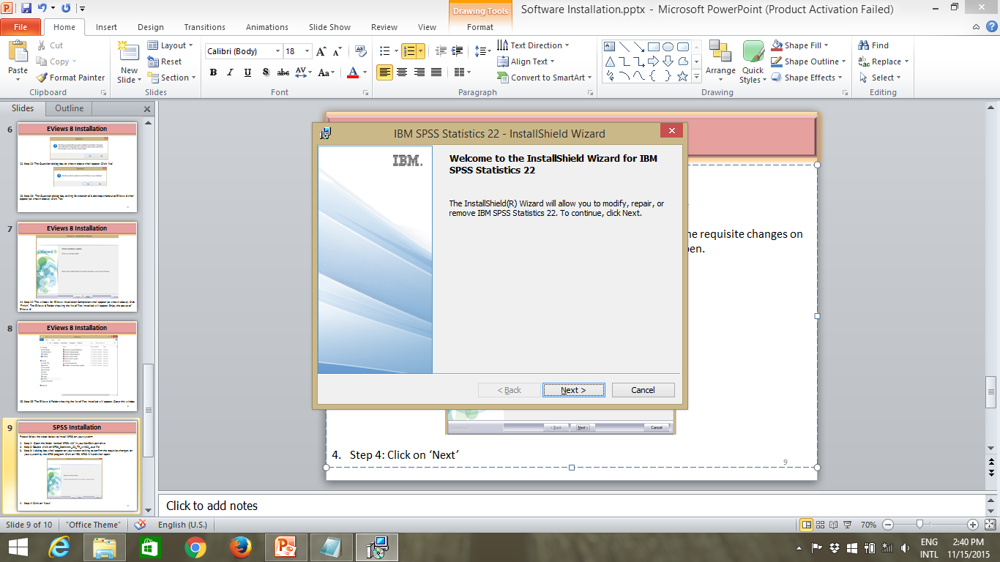 Drawing Tools
Software Installation.pptx - Microsoft PowerPoint (Product Activation Failed)
File
Home
Insert
Design
Transitions
Animations
Slide Show
Review
View
Format
Paste
Cut
Copy
Format Painter
Clipboard
New
Slide
Layout
Reset
Section
Slides
Calibri (Body)
18
Font
Paragraph
Text Direction
Align Text
Convert to SmartArt
Arrange
Quick
Styles
Shape Fill
Shape Outline
Shape Effects
Drawing
Find
Replace
Select
Editing
Slides
Outline
6
EViews 8 Installation
7
EViews 8 Installation
8
EViews 8 Installation
9
SPSS Installation
IBM SPSS Statistics 22 - InstallShield Wizard
IBM.
Welcome to the InstallShield Wizard for IBM
SPSS Statistics 22
The InstallShield(R) Wizard will allow you to modify, repair, or
remove IBM SPSS Statistics 22. To continue, click Next.
< Back
Next >
Cancel
requisite changes on
< Back
Next >
Cancel
4. Step 4: Click on ‘Next’
9
Click to add notes
Slide 9 of 10
"Office Theme"
English (U.S.)
70%
ENG
INTL
2:40 PM
11/15/2015